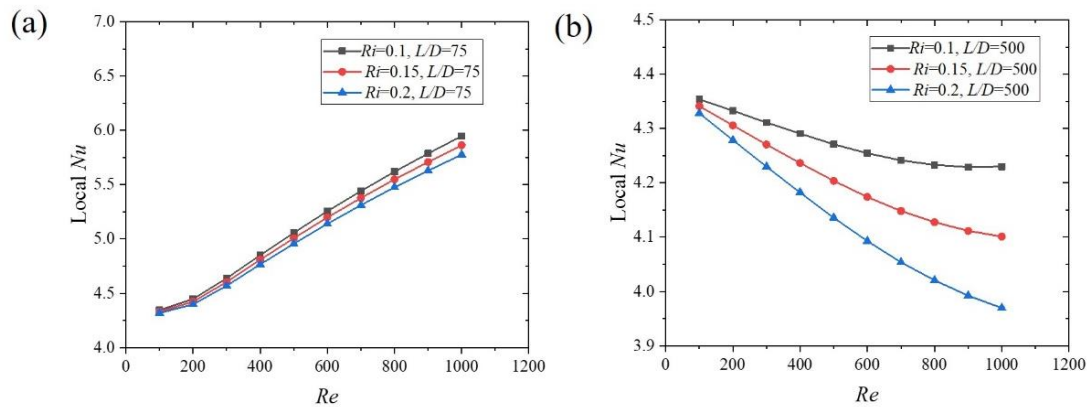 (a)
7.0
6.5
6.0
5.5
5.0
4.5
4.0
Local Nu
Ri=0.1, L/D=75
Ri=0.15, L/D=75
Ri=0.2, L/D=75
0 200 400 600 800 1000 1200
Re
(b)
4.5
4.4
4.3
4.2
4.1
4.0
3.9
Local Nu
Ri=0.1, L/D=500
Ri=0.15, L/D=500
Ri=0.2, L/D=500
0 200 400 600 800 1000 1200
Re